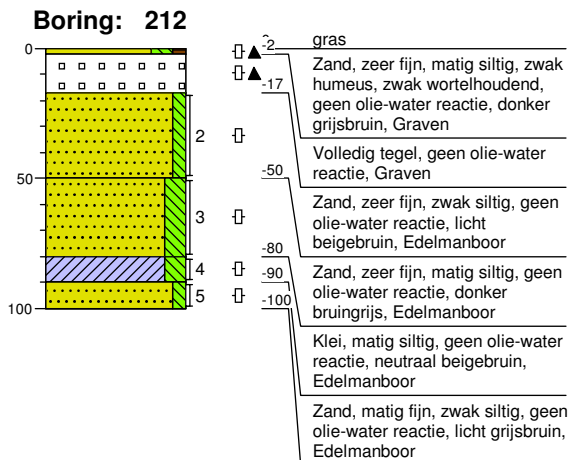 Boring: 212
0
50
100
2
3
4
5
-2
-17
-50
-80
-90
-100
gras
Zand, zeer fijn, matig siltig, zwak
humeus, zwak wortelhoudend,
geen olie-water reactie, donker
grijsbruin, Graven
Volledig tegel, geen olie-water
reactie, Graven
Zand, zeer fijn, zwak siltig, geen
olie-water reactie, licht
beigebruin, Edelmanboor
Zand, zeer fijn, matig siltig, geen
olie-water reactie, donker
bruingrijs, Edelmanboor
Klei, matig siltig, geen olie-water
reactie, neutraal beigebruin,
Edelmanboor
Zand, matig fijn, zwak siltig, geen
olie-water reactie, licht grijsbruin,
Edelmanboor